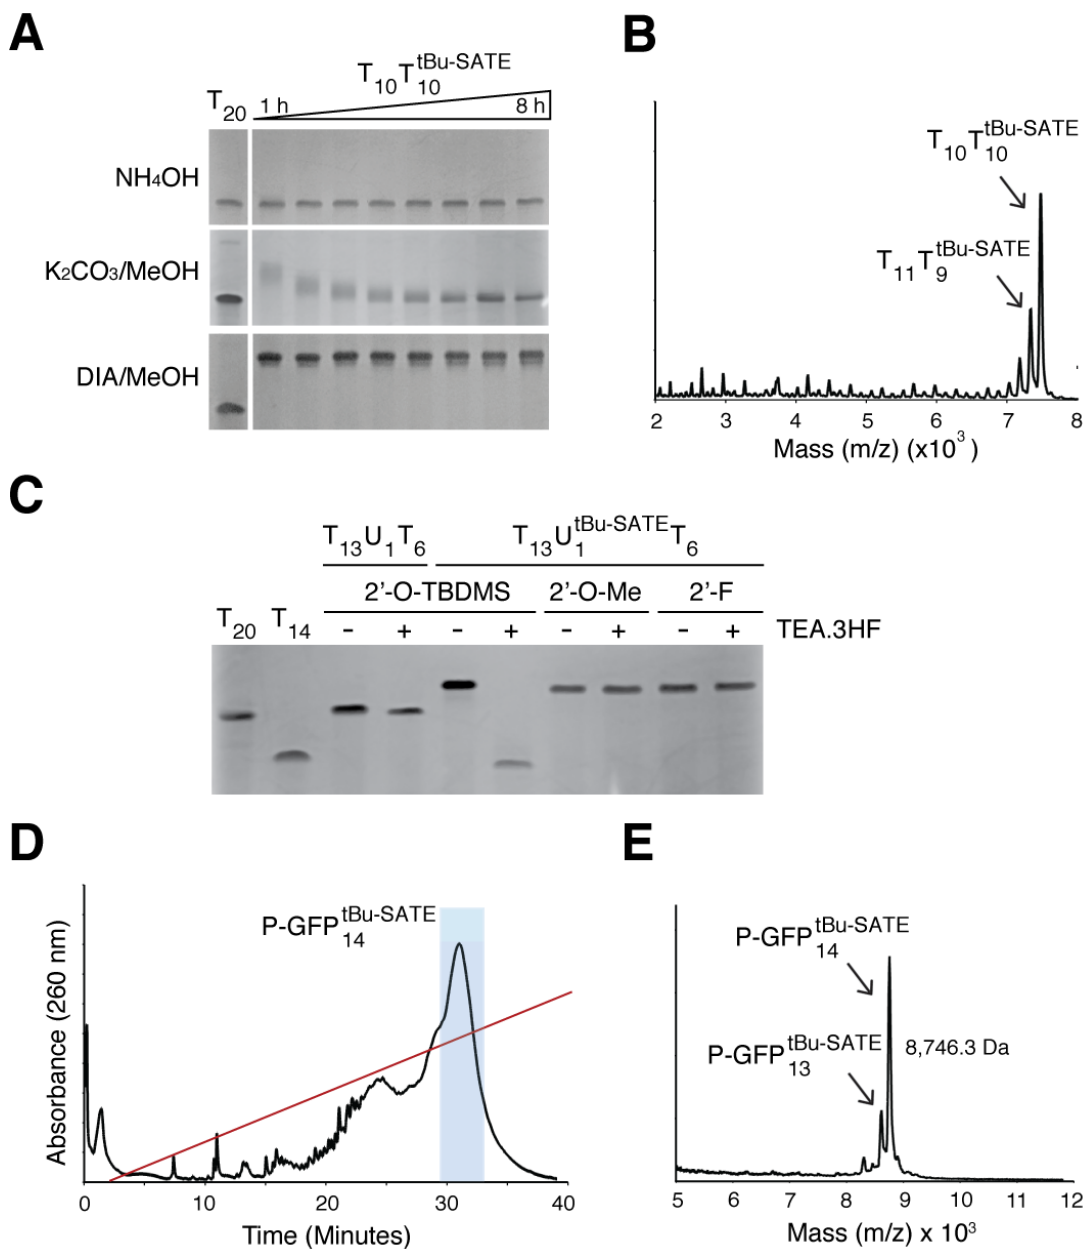 A
T20
T10T10tBu-SATE
1 h
8 h
NH4OH
K2CO3/MeOH
DIA/MeOH
B
T10T10tBu-SATE
T11T9tBu-SATE
2 3 4 5 6 7 8
Mass (m/z) (x103 )
C
T13U1T6
T13U1tBu-SATET6
2'-O-TBDMS
2'-O-Me
2'-F
T20
T14
- + - + - + - +
TEA.3HF
D
P-GFP14tBu-SATE
Absorbance (260 nm)
0 10 20 30 40
Time (Minutes)
E
P-GFP14tBu-SATE
P-GFP13tBu-SATE
8,746.3 Da
5 6 7 8 9 10 11 12
Mass (m/z) x 103